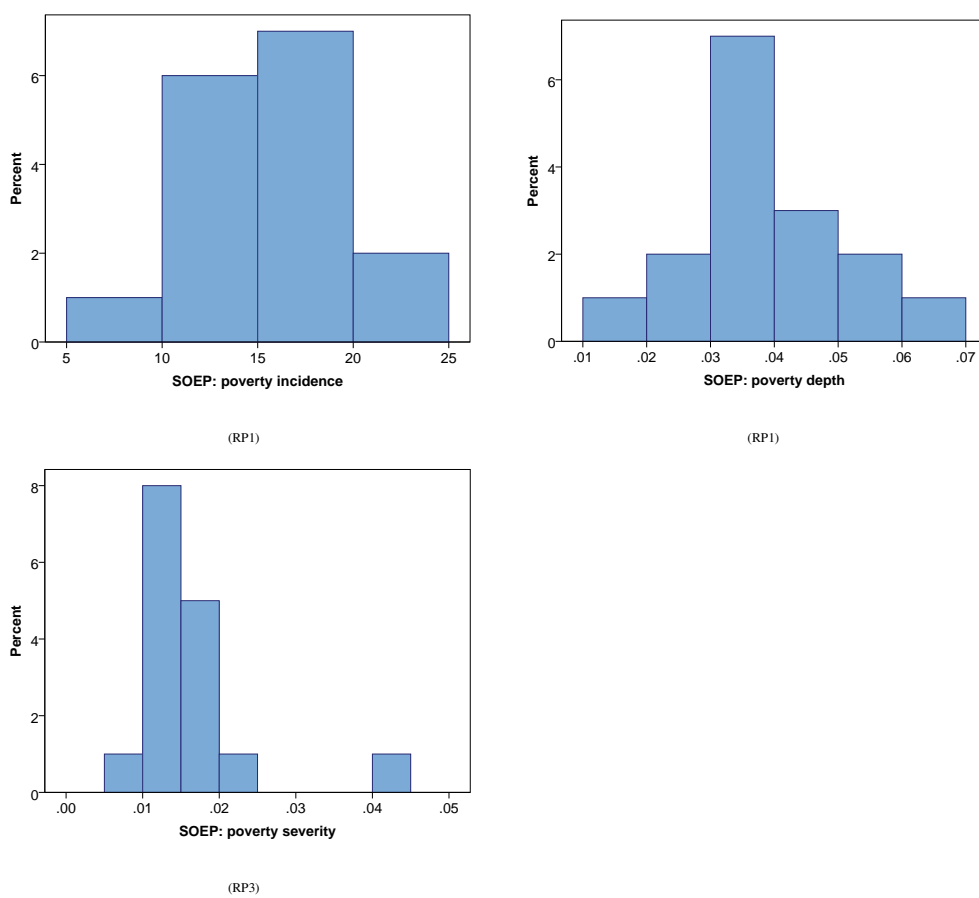 Percent
6
4
2
0
5 10 15 20 25
SOEP: poverty incidence
(RP1)
Percent
6
4
2
0
.01 .02 .03 .04 .05 .06 .07
SOEP: poverty depth
(RP1)
Percent
8
6
4
2
0
.00 .01 .02 .03 .04 .05
SOEP: poverty severity
(RP3)